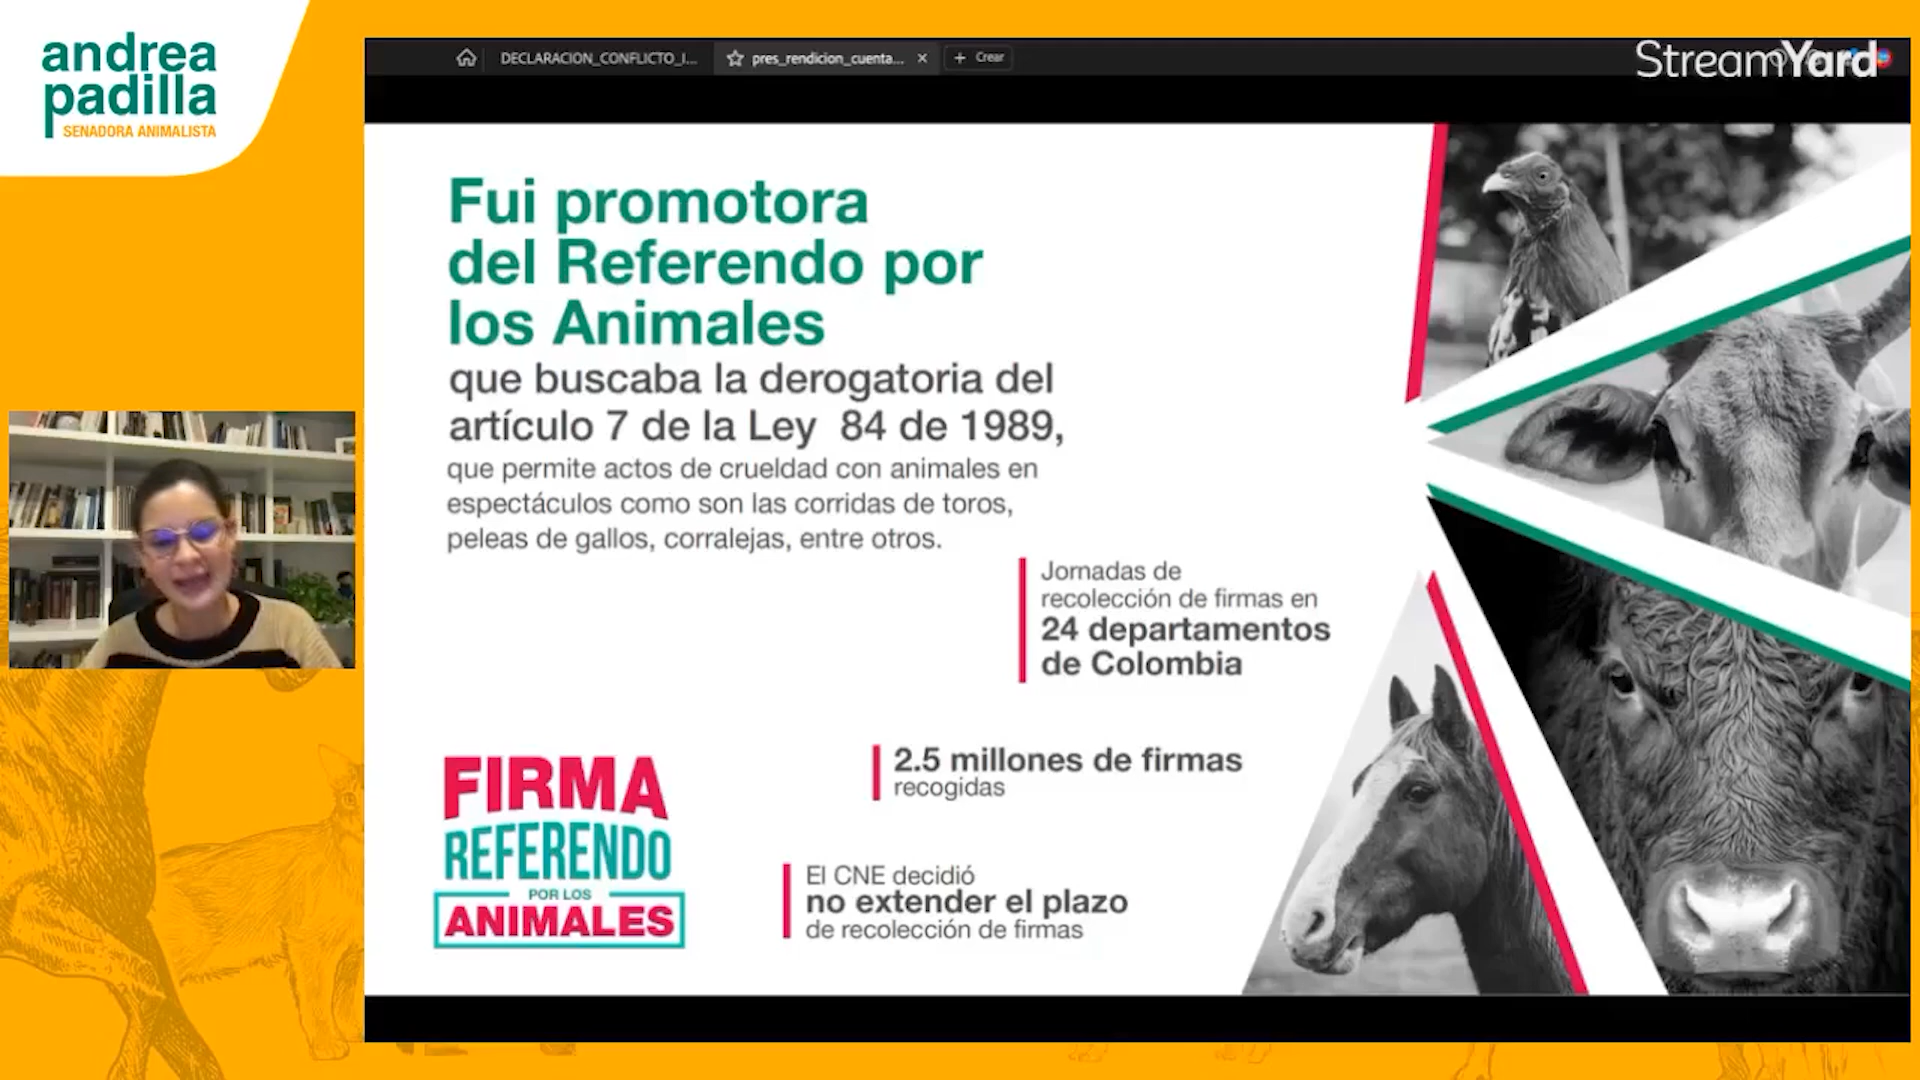 andrea
padilla
SENADORA ANIMALISTA
DECLARACION_CONFLICTO_I...
pres_rendicion_cuenta...
Crear
StreamYard
Fui promotora
del Referendo por
los Animales
que buscaba la derogatoria del
artículo 7 de la Ley 84 de 1989,
que permite actos de crueldad con animales en
espectáculos como son las corridas de toros,
peleas de gallos, corralejas, entre otros.
Jornadas de
recolección de firmas en
24 departamentos
de Colombia
2.5 millones de firmas
recogidas
El CNE decidió
no extender el plazo
de recolección de firmas
FIRMA
REFERENDO
POR LOS
ANIMALES